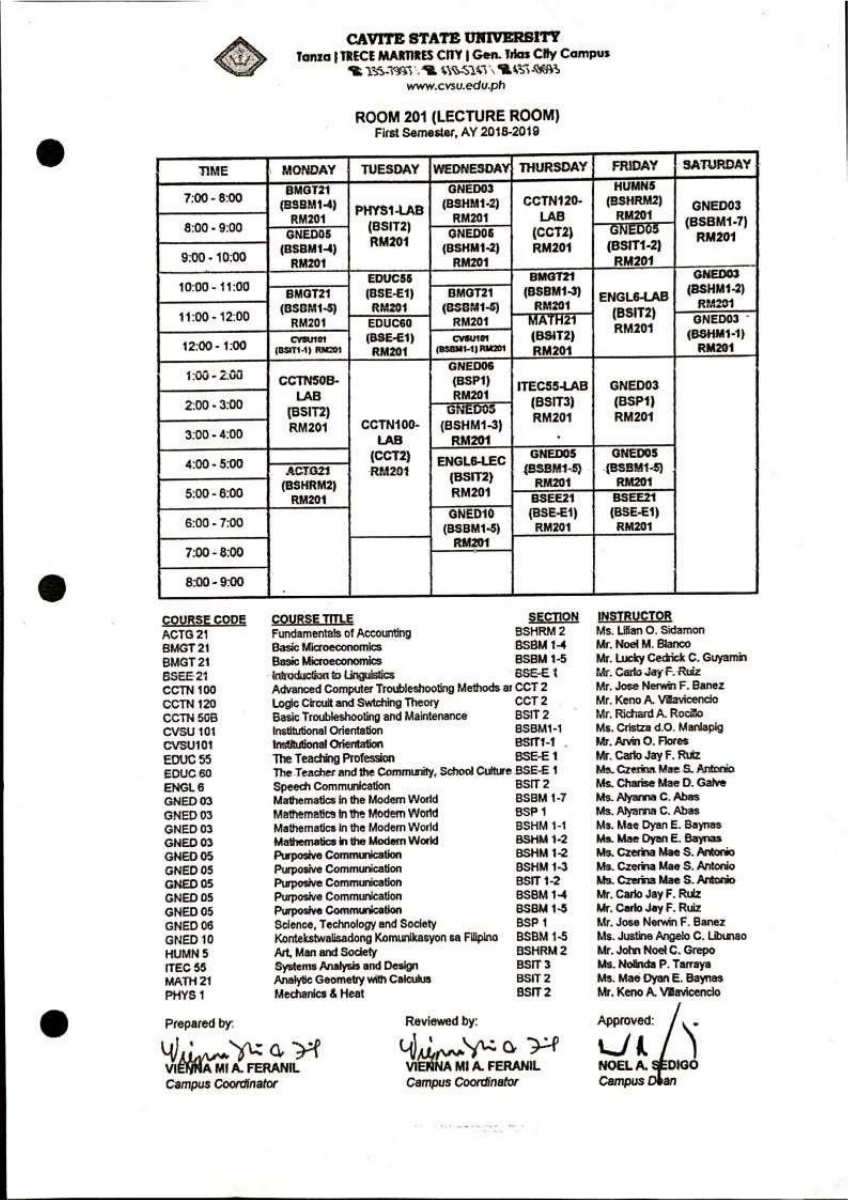 CAVITE STATE UNIVERSITY
Tanza | TRECE MARTIRES CITY | Gen. Trias City Campus
www.cvsu.edu.ph
ROOM 201 (LECTURE ROOM)
First Semester, AY 2018-2019
TIME MONDAY TUESDAY WEDNESDAY THURSDAY FRIDAY SATURDAY
7:00 - 8:00
8:00 - 9:00
9:00 - 10:00
10:00 - 11:00
11:00 - 12:00
12:00 - 1:00
1:00 - 2:00
2:00 - 3:00
3:00 - 4:00
4:00 - 5:00
5:00 - 6:00
6:00 - 7:00
7:00 - 8:00
8:00 - 9:00
BMGT21
(BSBM1-4)
RM201
GNED05
(BSBM1-4)
RM201
BMGT21
(BSBM1-5)
RM201
CVSU101
(BSIT1-1) RM201
CCTN50B-
LAB
(BSIT2)
RM201
ACTG21
(BSHRM2)
RM201
PHYS1-LAB
(BSIT2)
RM201
EDUC55
(BSE-E1)
RM201
EDUC60
(BSE-E1)
RM201
CCTN100-
LAB
(CCT2)
RM201
GNED03
(BSHM1-2)
RM201
GNED05
(BSHM1-2)
RM201
BMGT21
(BSBM1-5)
RM201
CVSU101
(BSBM1-1) RM201
GNED06
(BSP1)
RM201
GNED05
(BSHM1-3)
RM201
ENGL6-LEC
(BSIT2)
RM201
GNED10
(BSBM1-5)
RM201
CCTN120-
LAB
(CCT2)
RM201
BMGT21
(BSBM1-3)
RM201
MATH21
(BSIT2)
RM201
ITEC55-LAB
(BSIT3)
RM201
GNED05
(BSBM1-5)
RM201
BSEE21
(BSE-E1)
RM201
HUMN5
(BSHRM2)
RM201
GNED05
(BSIT1-2)
RM201
ENGL6-LAB
(BSIT2)
RM201
GNED03
(BSP1)
RM201
GNED05
(BSBM1-5)
RM201
BSEE21
(BSE-E1)
RM201
GNED03
(BSBM1-7)
RM201
GNED03
(BSHM1-2)
RM201
GNED03
(BSHM1-1)
RM201
COURSE CODE COURSE TITLE SECTION INSTRUCTOR
ACTG 21 Fundamentals of Accounting BSHRM 2 Ms. Lilian O. Sidamon
BMGT 21 Basic Microeconomics BSBM 1-4 Mr. Noel M. Blanco
BMGT 21 Basic Microeconomics BSBM 1-5 Mr. Lucky Cedrick C. Guyamin
BSEE 21 Introduction to Linguistics BSE-E 1 Mr. Carlo Jay F. Ruiz
CCTN 100 Advanced Computer Troubleshooting Methods ar CCT 2 Mr. Jose Nerwin F. Banez
CCTN 120 Logic Circuit and Swtching Theory CCT 2 Mr. Keno A. Villavicencio
CCTN 50B Basic Troubleshooting and Maintenance BSIT 2 Mr. Richard A. Rocillo
CVSU 101 Institutional Orientation BSBM1-1 Ms. Cristza d.O. Manlapig
CVSU101 Institutional Orientation BSIT1-1 Mr. Arvin O. Flores
EDUC 55 The Teaching Profession BSE-E 1 Mr. Carlo Jay F. Ruiz
EDUC 60 The Teacher and the Community, School Culture BSE-E 1 Ms. Czerina Mae S. Antonio
ENGL 6 Speech Communication BSIT 2 Ms. Charise Mae D. Galve
GNED 03 Mathematics in the Modern World BSBM 1-7 Ms. Alyanna C. Abas
GNED 03 Mathematics in the Modern World BSP 1 Ms. Alyanna C. Abas
GNED 03 Mathematics in the Modern World BSHM 1-1 Ms. Mae Dyan E. Baynas
GNED 03 Mathematics in the Modern World BSHM 1-2 Ms. Mae Dyan E. Baynas
GNED 05 Purposive Communication BSHM 1-2 Ms. Czerina Mae S. Antonio
GNED 05 Purposive Communication BSHM 1-3 Ms. Czerina Mae S. Antonio
GNED 05 Purposive Communication BSIT 1-2 Ms. Czerina Mae S. Antonio
GNED 05 Purposive Communication BSBM 1-4 Mr. Carlo Jay F. Ruiz
GNED 05 Purposive Communication BSBM 1-5 Mr. Carlo Jay F. Ruiz
GNED 06 Science, Technology and Society BSP 1 Mr. Jose Nerwin F. Banez
GNED 10 Kontekstwalisadong Komunikasyon sa Filipino BSBM 1-5 Ms. Justine Angelo C. Libunao
HUMN 5 Art, Man and Society BSHRM 2 Mr. John Noel C. Grepo
ITEC 55 Systems Analysis and Design BSIT 3 Ms. Nolinda P. Tarraya
MATH 21 Analytic Geometry with Calculus BSIT 2 Ms. Mae Dyan E. Baynas
PHYS 1 Mechanics & Heat BSIT 2 Mr. Keno A. Villavicencio
Prepared by: Reviewed by: Approved:
VIENNA MI A. FERANIL VIENNA MI A. FERANIL NOEL A. SEDIGO
Campus Coordinator Campus Coordinator Campus Dean